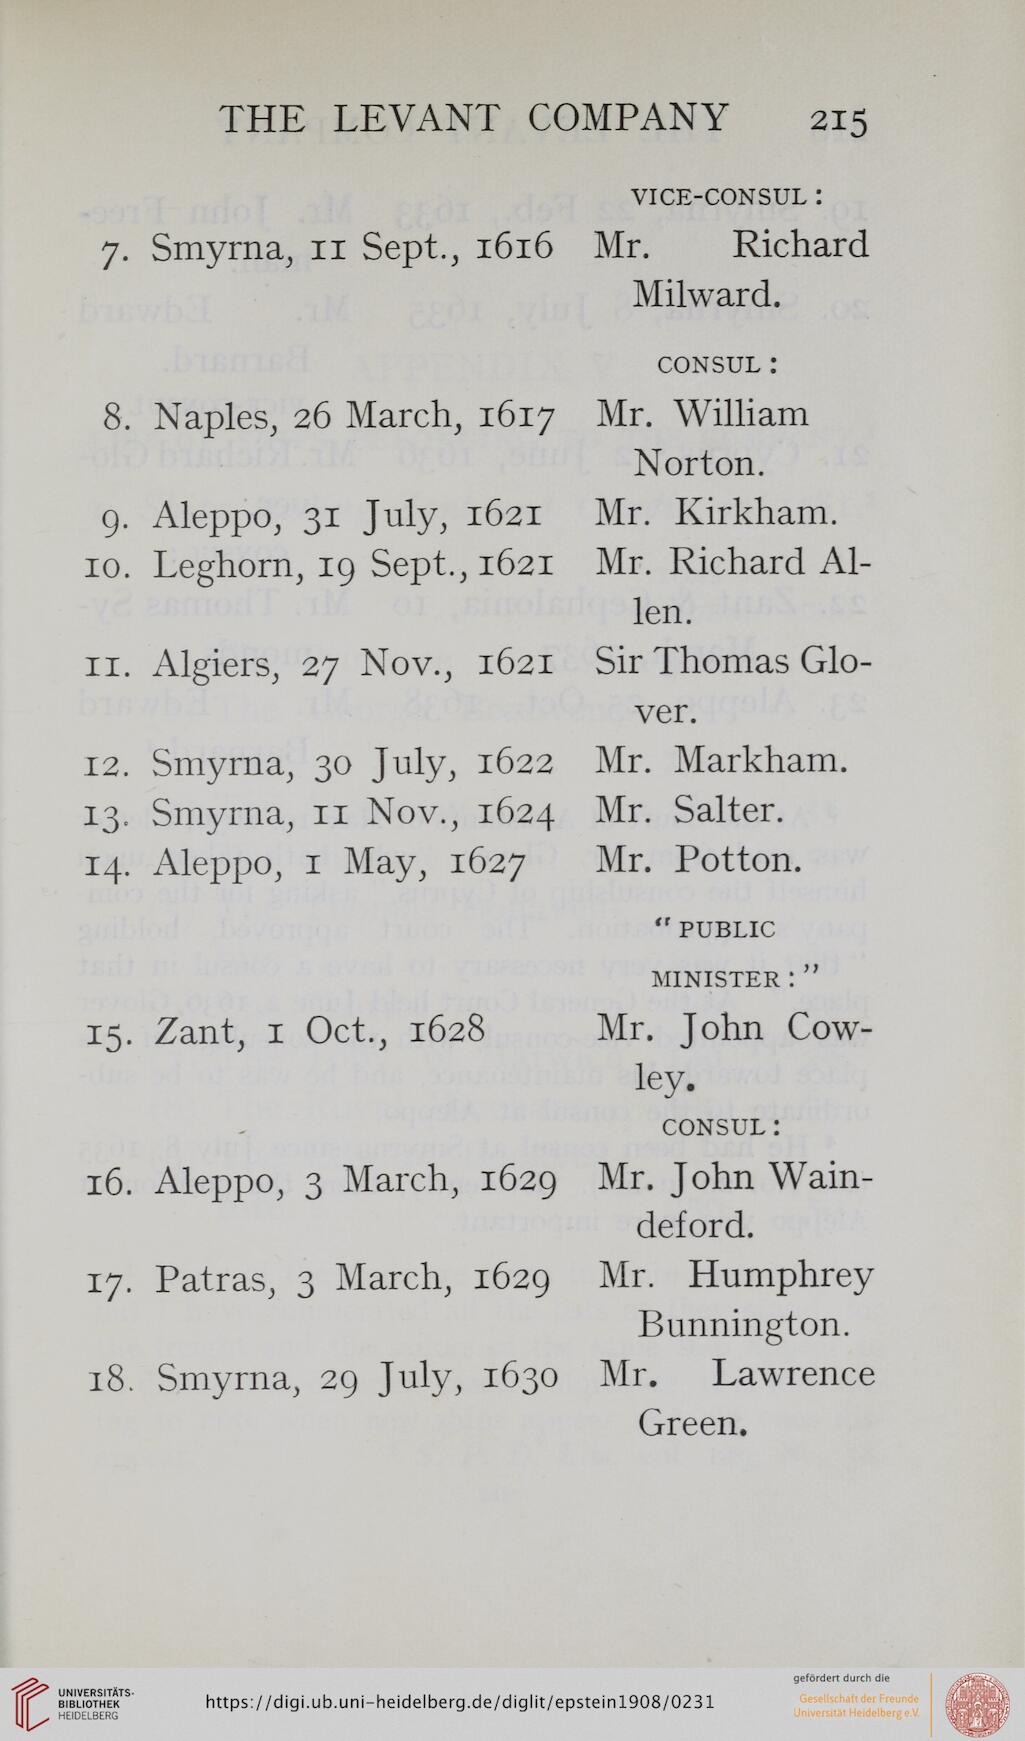 THE LEVANT COMPANY 215
VICE-CONSUL :
7. Smyrna, 11 Sept., 1616 Mr. Richard
Milward.
CONSUL :
8. Naples, 26 March, 1617 Mr. William
Norton.
9. Aleppo, 31 July, 1621 Mr. Kirkham.
10. Leghorn, 19 Sept., 1621 Mr. Richard Al-
len.
11. Algiers, 27 Nov., 1621 Sir Thomas Glo-
ver.
12. Smyrna, 30 July, 1622 Mr. Markham.
13. Smyrna, 11 Nov., 1624 Mr. Salter.
14. Aleppo, 1 May, 1627 Mr. Potton.
“ PUBLIC
MINISTER : ”
15. Zant, 1 Oct., 1628 Mr. John Cow-
ley.
CONSUL :
16. Aleppo, 3 March, 1629 Mr. John Wain-
deford.
17. Patras, 3 March, 1629 Mr. Humphrey
Bunnington.
18. Smyrna, 29 July, 1630 Mr. Lawrence
Green.
UNIVERSITÄTS-
BIBLIOTHEK
HEIDELBERG
https://digi.ub.uni-heidelberg.de/diglit/epstein1908/0231
gefördert durch die
Gesellschaft der Freunde
Universität Heidelberg e.V.